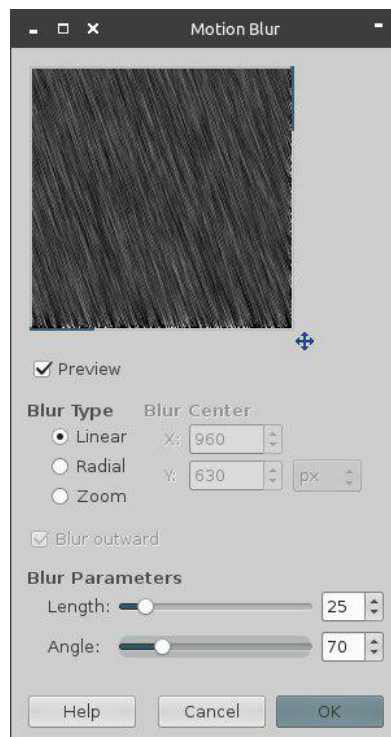 Motion Blur
Preview
Blur Type Blur Center
Linear X: 960
Radial Y: 630 px
Zoom
Blur outward
Blur Parameters
Length: 25
Angle: 70
Help Cancel OK